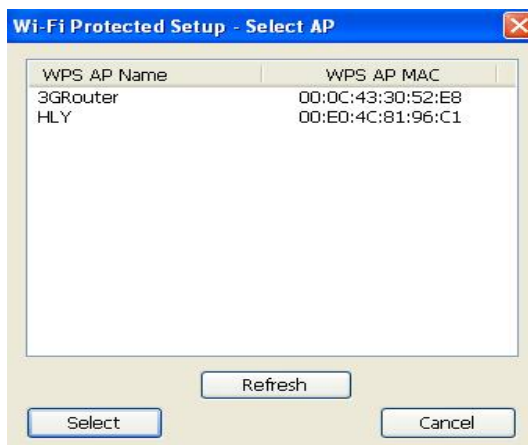 Wi-Fi Protected Setup - Select AP
WPS AP Name WPS AP MAC
3GRouter 00:0C:43:30:52:E8
HLY 00:E0:4C:81:96:C1
Refresh
Select Cancel